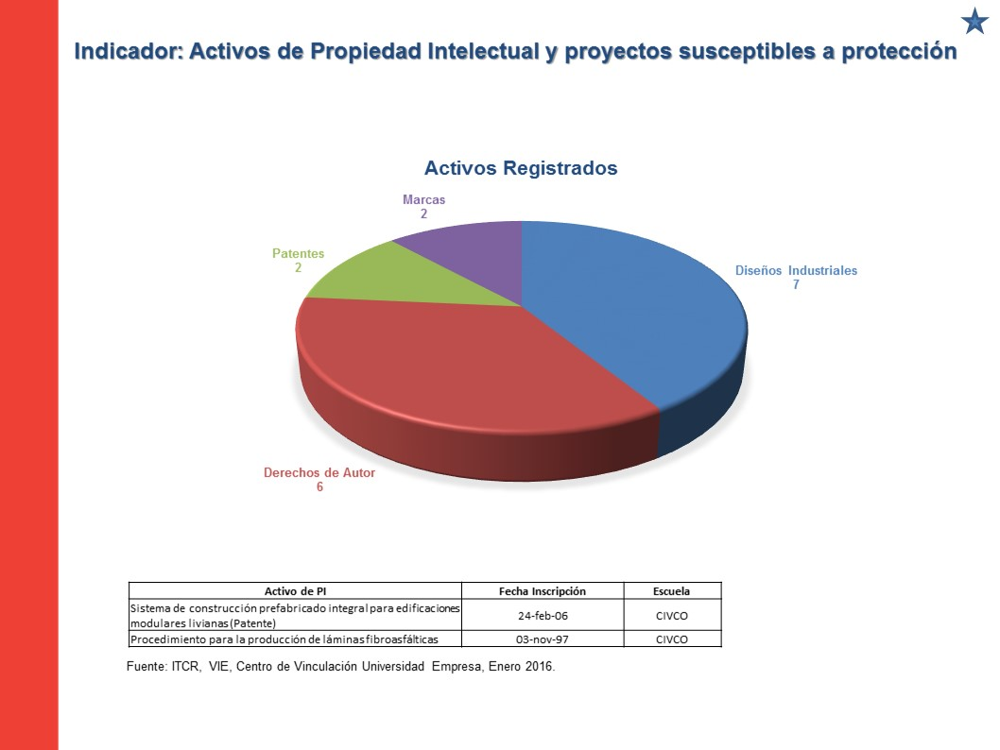 Indicador: Activos de Propiedad Intelectual y proyectos susceptibles a protección
Activos Registrados
Marcas
2
Patentes
2
Diseños Industriales
7
Derechos de Autor
6
Activo de PI Fecha Inscripción Escuela
Sistema de construcción prefabricado integral para edificaciones
modulares livianas (Patente) 24-feb-06 CIVCO
Procedimiento para la producción de láminas fibroasfálticas 03-nov-97 CIVCO
Fuente: ITCR, VIE, Centro de Vinculación Universidad Empresa, Enero 2016.